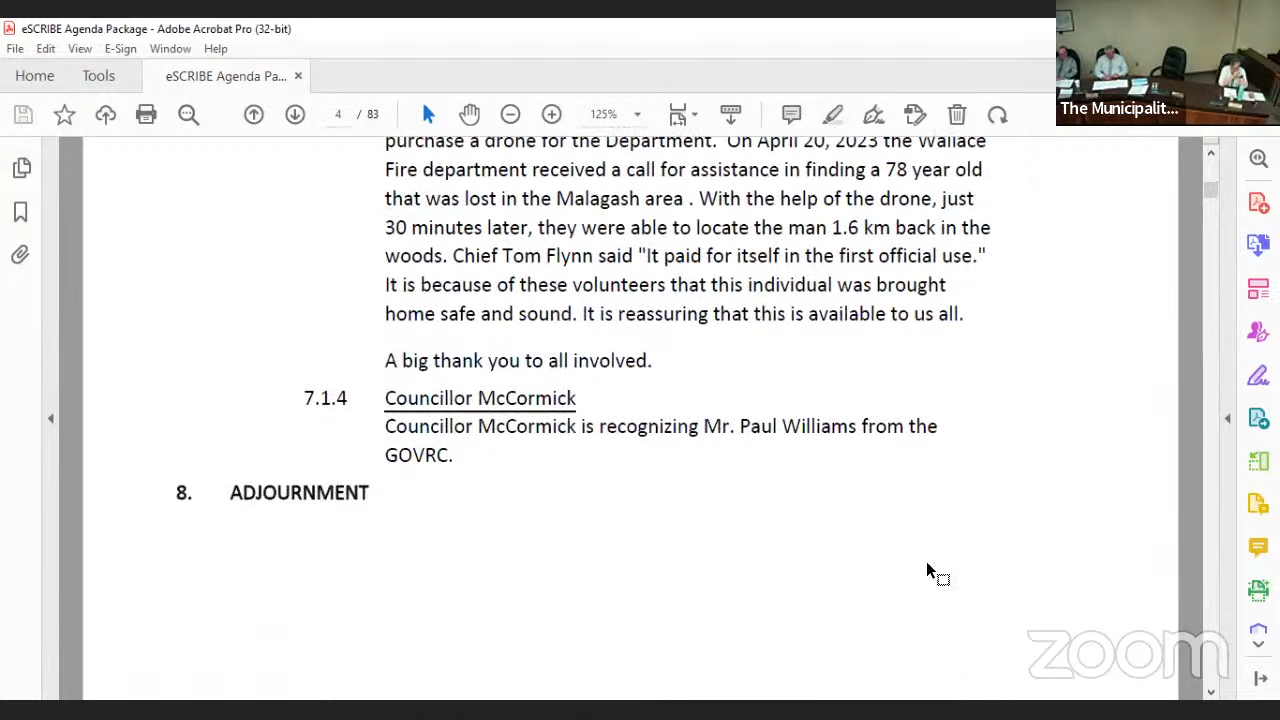 eSCRIBE Agenda Package - Adobe Acrobat Pro (32-bit)
File Edit View E-Sign Window Help
Home Tools eSCRIBE Agenda Pa... ×
4 / 83 125%
The Municipalit...
purchase a drone for the Department. On April 20, 2023 the Wallace
Fire department received a call for assistance in finding a 78 year old
that was lost in the Malagash area . With the help of the drone, just
30 minutes later, they were able to locate the man 1.6 km back in the
woods. Chief Tom Flynn said "It paid for itself in the first official use."
It is because of these volunteers that this individual was brought
home safe and sound. It is reassuring that this is available to us all.
A big thank you to all involved.
7.1.4 Councillor McCormick
Councillor McCormick is recognizing Mr. Paul Williams from the
GOVRC.
8. ADJOURNMENT
zoom